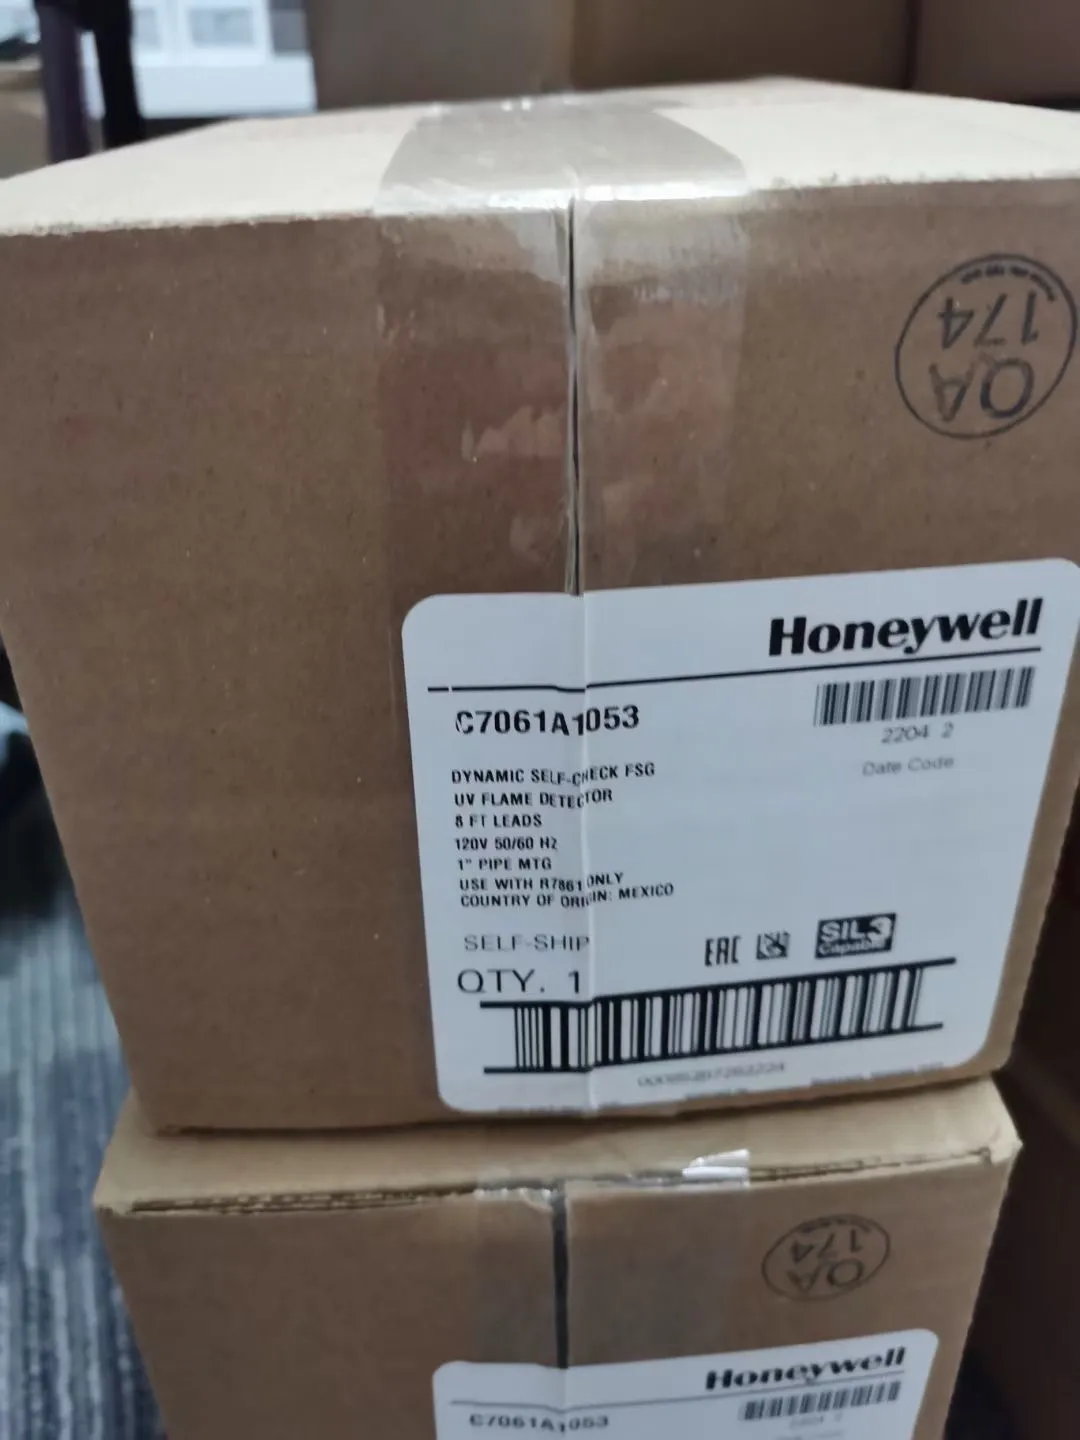 QA
174
Honeywell
C7061A1053
2204 2
Date Code
DYNAMIC SELF-CHECK FSG
UV FLAME DETECTOR
8 FT LEADS
120V 50/60 HZ
1" PIPE MTG
USE WITH R7861 ONLY
COUNTRY OF ORIGIN: MEXICO
SELF-SHIP
EAC
SIL3
Capable
QTY. 1
QA
174
Honeywell
C7061A1053
2204 2